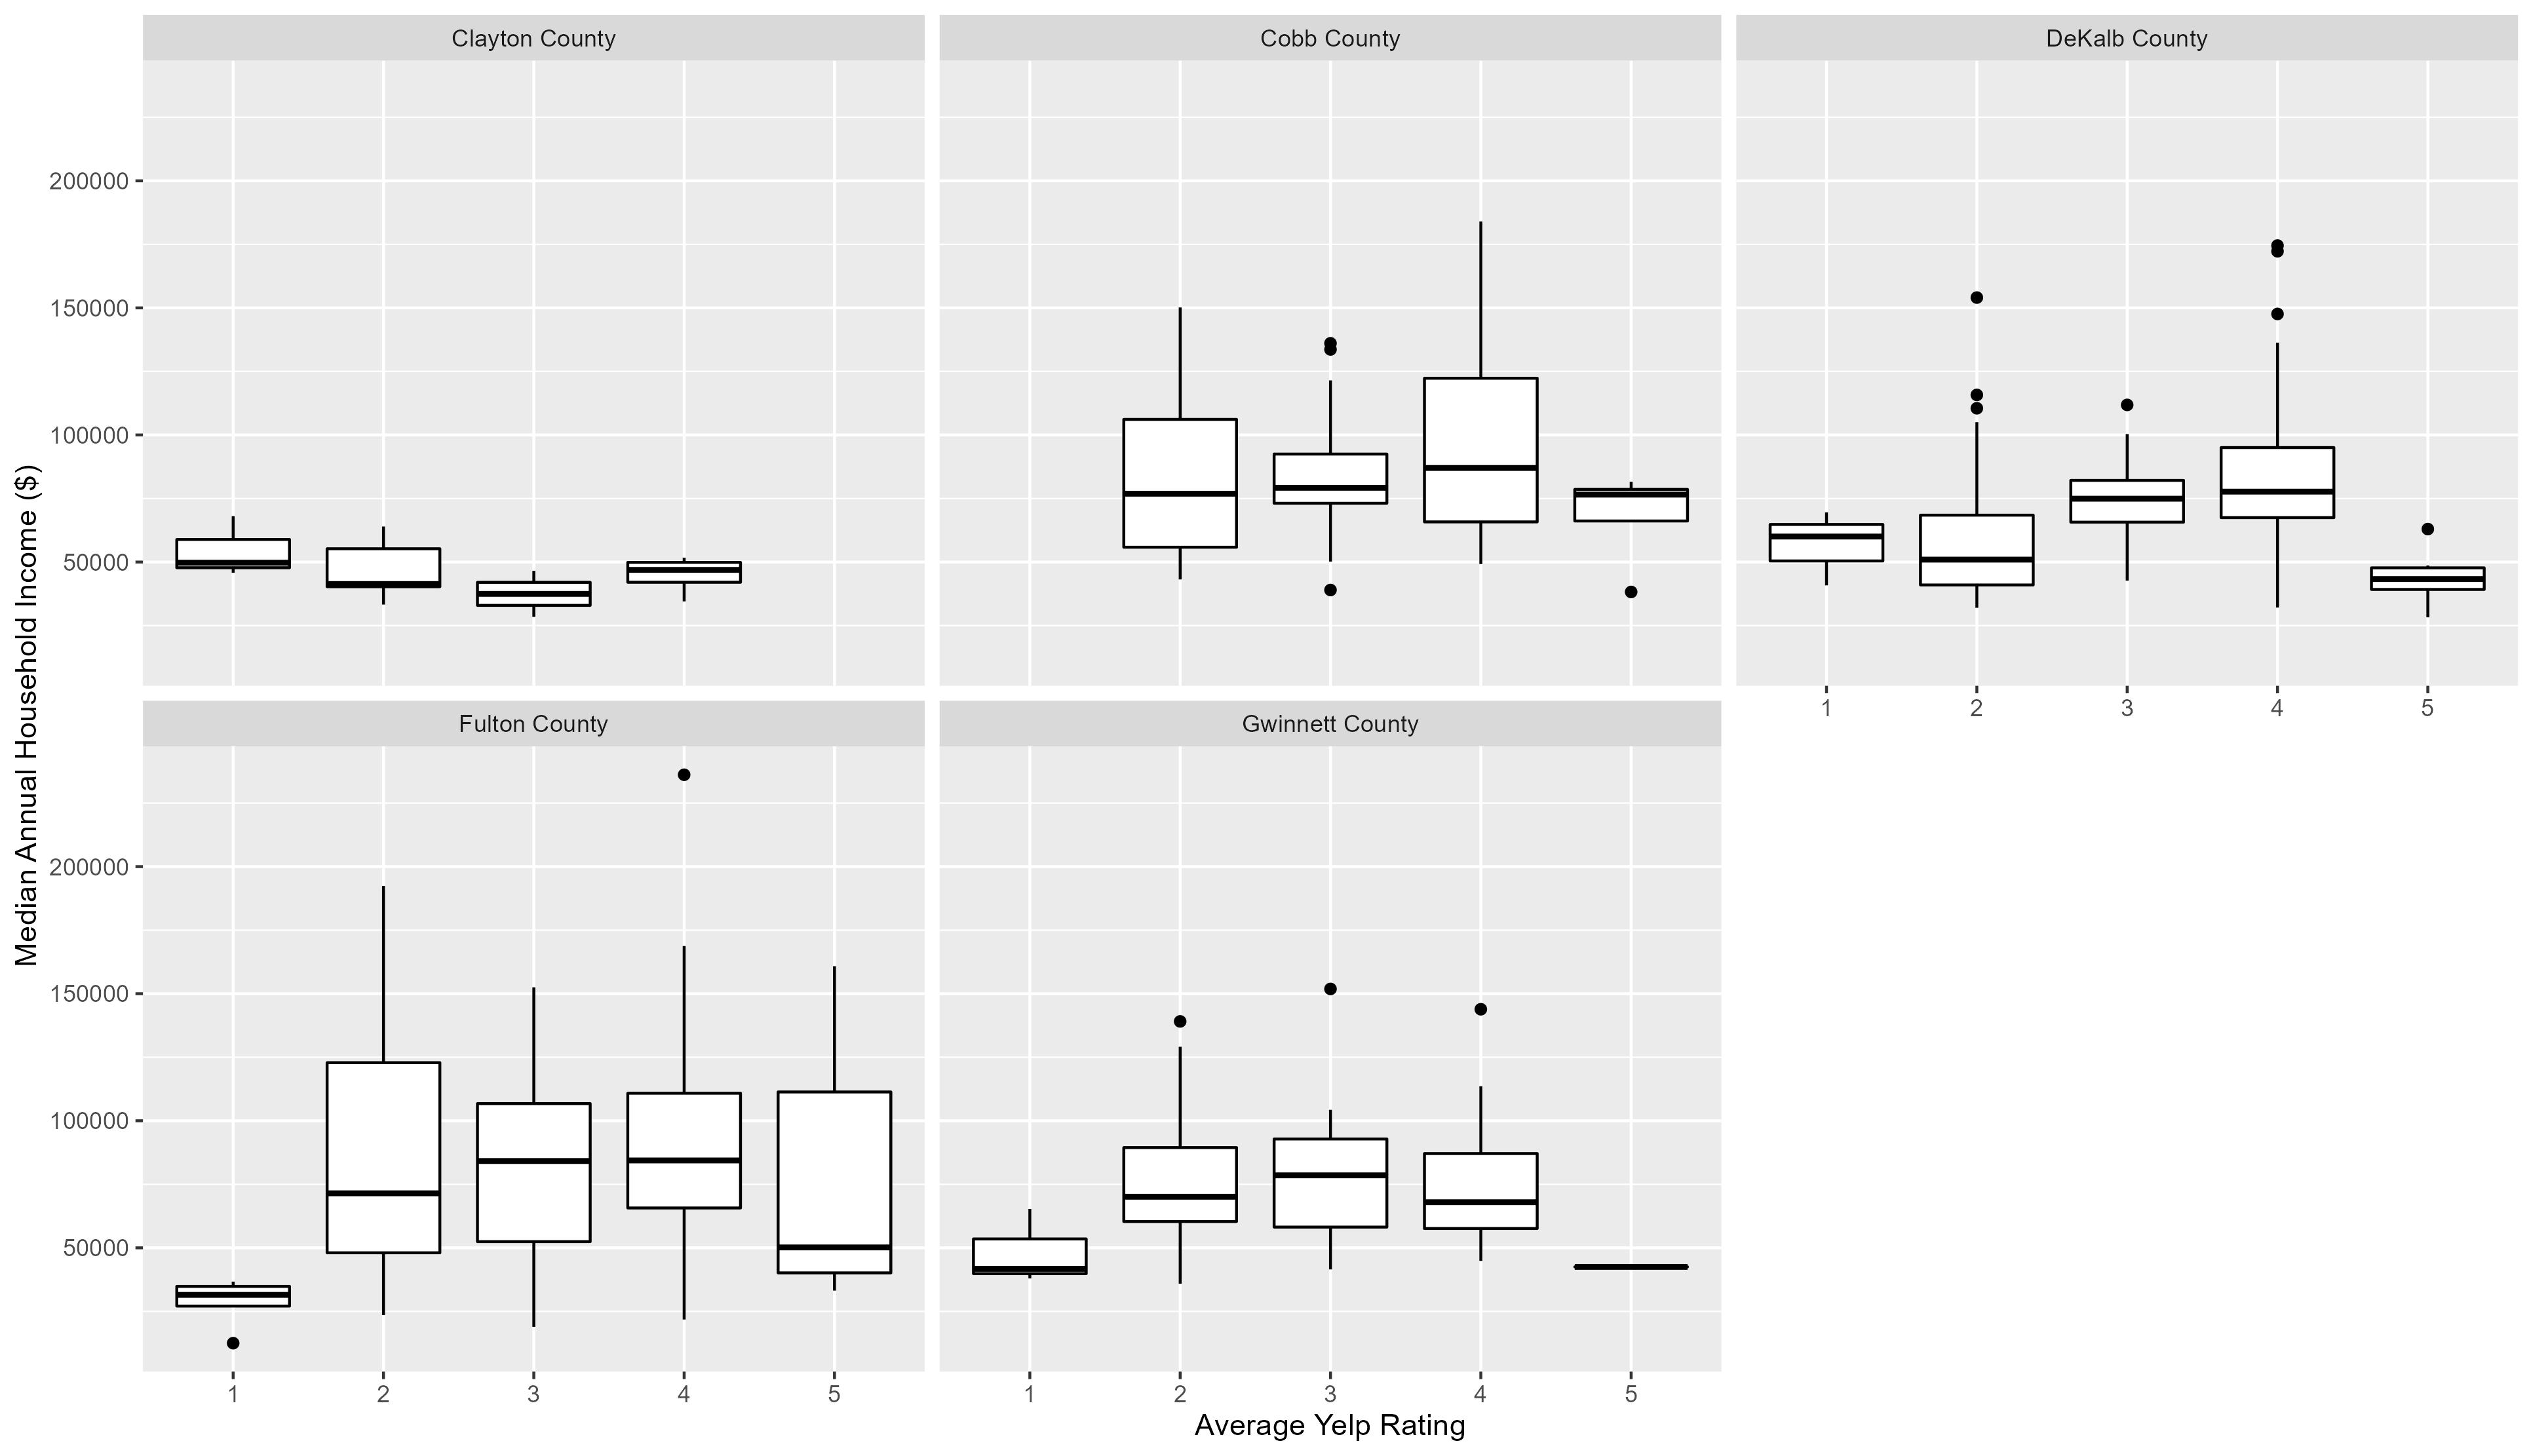 Clayton County
Cobb County
DeKalb County
200000
150000
100000
50000
1 2 3 4 5
Median Annual Household Income ($)
Fulton County
Gwinnett County
200000
150000
100000
50000
1 2 3 4 5
1 2 3 4 5
Average Yelp Rating